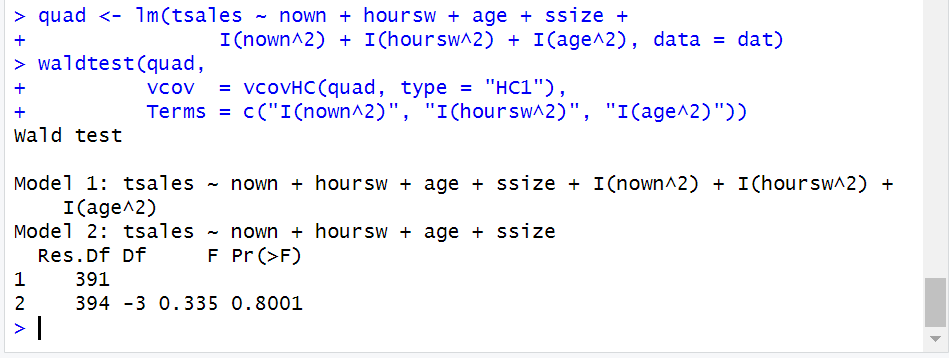 > quad <- lm(tsales ~ nown + hoursw + age + ssize +
+            I(nown^2) + I(hoursw^2) + I(age^2), data = dat)
> waldtest(quad,
+          vcov  = vcovHC(quad, type = "HC1"),
+          Terms = c("I(nown^2)", "I(hoursw^2)", "I(age^2)"))
Wald test

Model 1: tsales ~ nown + hoursw + age + ssize + I(nown^2) + I(hoursw^2) +
    I(age^2)
Model 2: tsales ~ nown + hoursw + age + ssize
  Res.Df Df     F Pr(>F)
1    391
2    394 -3 0.335 0.8001
>